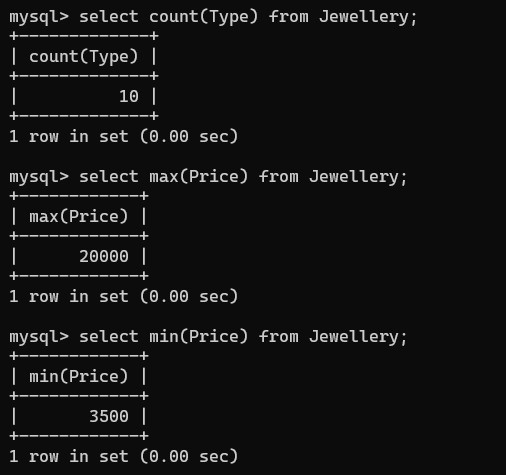 mysql> select count(Type) from Jewellery;
+-------------+
| count(Type) |
+-------------+
|          10 |
+-------------+
1 row in set (0.00 sec)

mysql> select max(Price) from Jewellery;
+------------+
| max(Price) |
+------------+
|      20000 |
+------------+
1 row in set (0.00 sec)

mysql> select min(Price) from Jewellery;
+------------+
| min(Price) |
+------------+
|       3500 |
+------------+
1 row in set (0.00 sec)